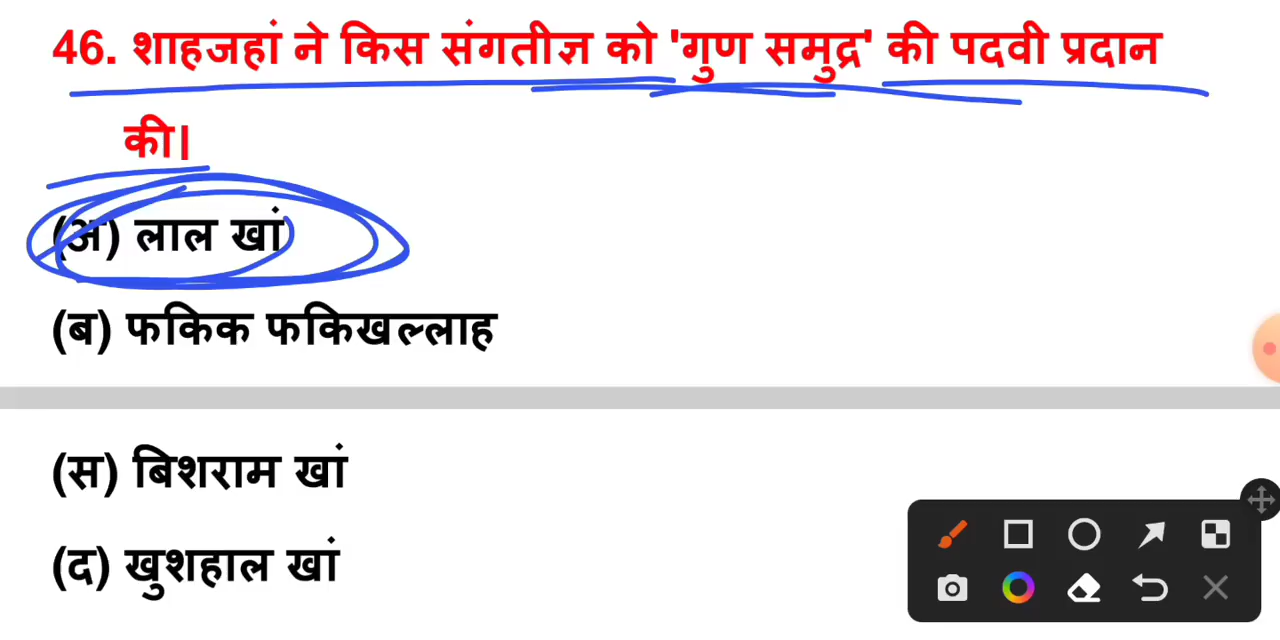 46. शाहजहां ने किस संगतीज्ञ को 'गुण समुद्र' की पदवी प्रदान
की।
(अ) लाल खां
(ब) फकिक फकिखल्लाह
(स) बिशराम खां
(द) खुशहाल खां